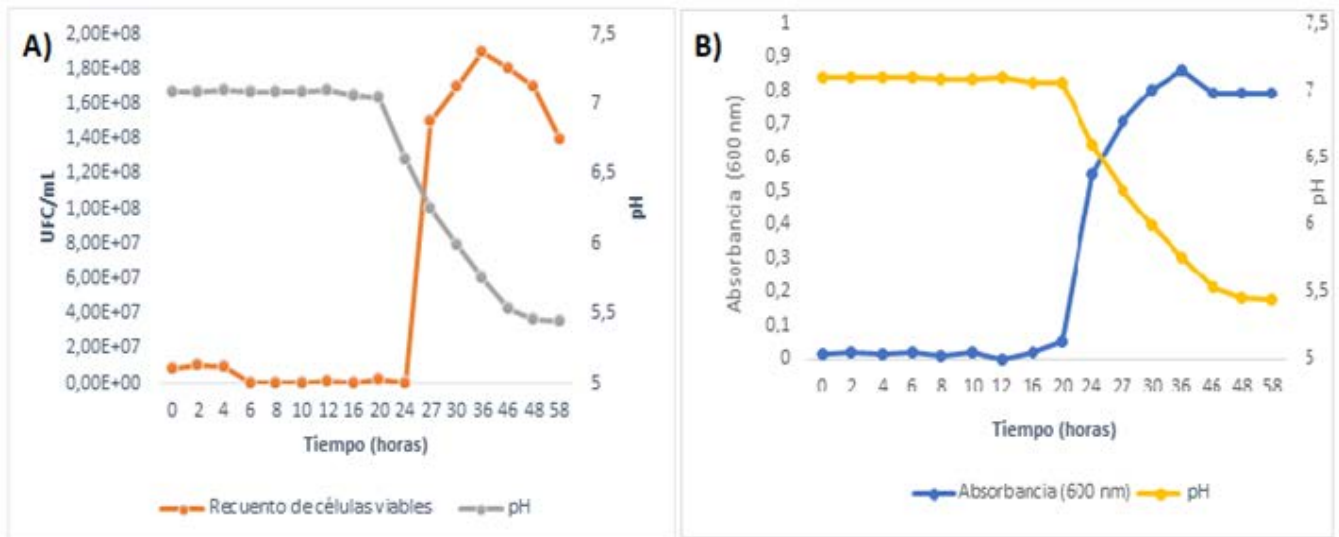 A)
2,00E+08
1,80E+08
1,60E+08
1,40E+08
1,20E+08
1,00E+08
8,00E+07
6,00E+07
4,00E+07
2,00E+07
0,00E+00
UFC/mL
7,5
7
6,5
6
5,5
5
pH
0 2 4 6 8 10 12 16 20 24 27 30 36 46 48 58
Tiempo (horas)
Recuento de células viables pH
B)
1
0,9
0,8
0,7
0,6
0,5
0,4
0,3
0,2
0,1
0
Absorbancia (600 nm)
7,5
7
6,5
6
5,5
5
pH
0 2 4 6 8 10 12 16 20 24 27 30 36 46 48 58
Tiempo (horas)
Absorbancia (600 nm) pH